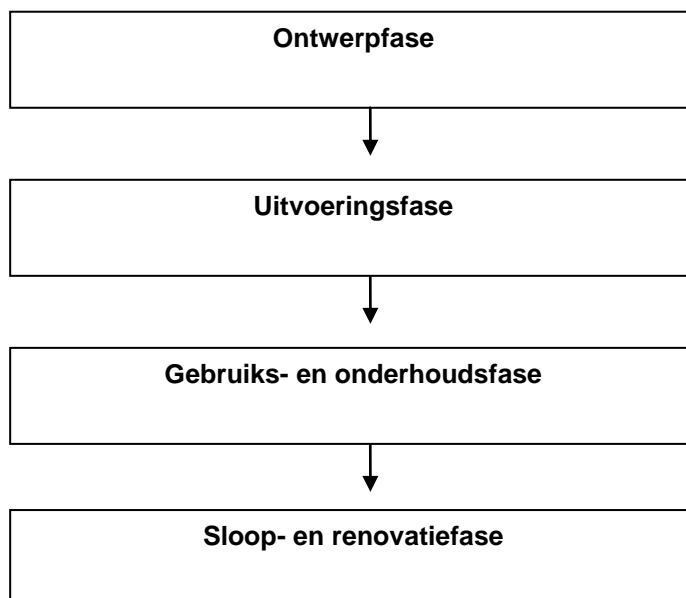 Ontwerpfase
Uitvoeringsfase
Gebruiks- en onderhoudsfase
Sloop- en renovatiefase